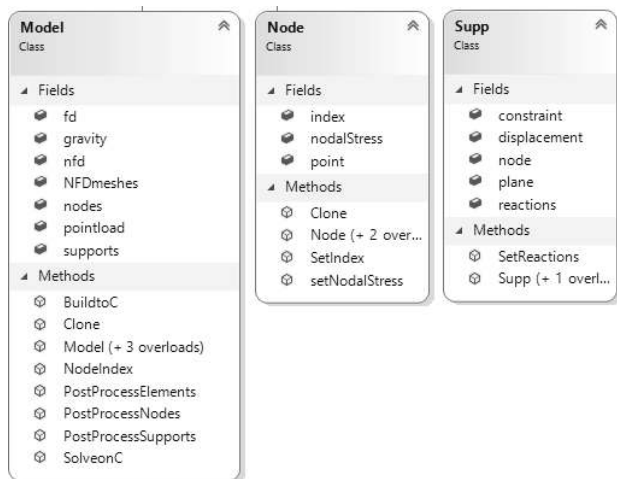 Model
Class
Fields
fd
gravity
nfd
NFDmeshes
nodes
pointload
supports
Methods
BuildtoC
Clone
Model (+ 3 overloads)
NodeIndex
PostProcessElements
PostProcessNodes
PostProcessSupports
SolveonC
Node
Class
Fields
index
nodalStress
point
Methods
Clone
Node (+ 2 over...
SetIndex
setNodalStress
Supp
Class
Fields
constraint
displacement
node
plane
reactions
Methods
SetReactions
Supp (+ 1 overl...